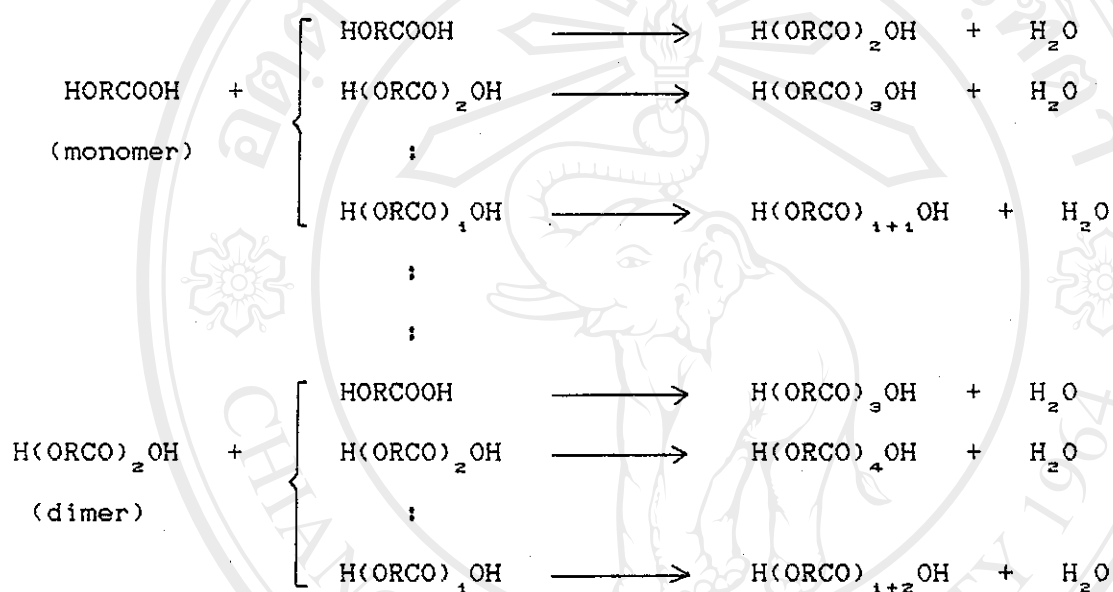 HORCOOH ⟶ H(ORCO)₂OH + H₂O
HORCOOH + H(ORCO)₂OH ⟶ H(ORCO)₃OH + H₂O
(monomer) :
H(ORCO)ᵢOH ⟶ H(ORCO)ᵢ₊₁OH + H₂O
:
:
HORCOOH ⟶ H(ORCO)₃OH + H₂O
H(ORCO)₂OH + H(ORCO)₂OH ⟶ H(ORCO)₄OH + H₂O
(dimer) :
H(ORCO)ᵢOH ⟶ H(ORCO)ᵢ₊₂OH + H₂O
1964